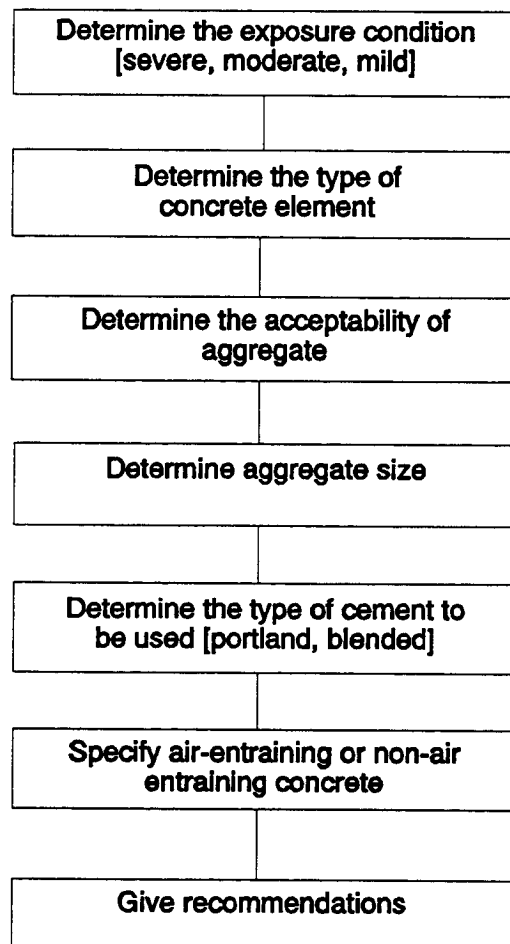 Determine the exposure condition
[severe, moderate, mild]
Determine the type of
concrete element
Determine the acceptability of
aggregate
Determine aggregate size
Determine the type of cement to
be used [portland, blended]
Specify air-entraining or non-air
entraining concrete
Give recommendations